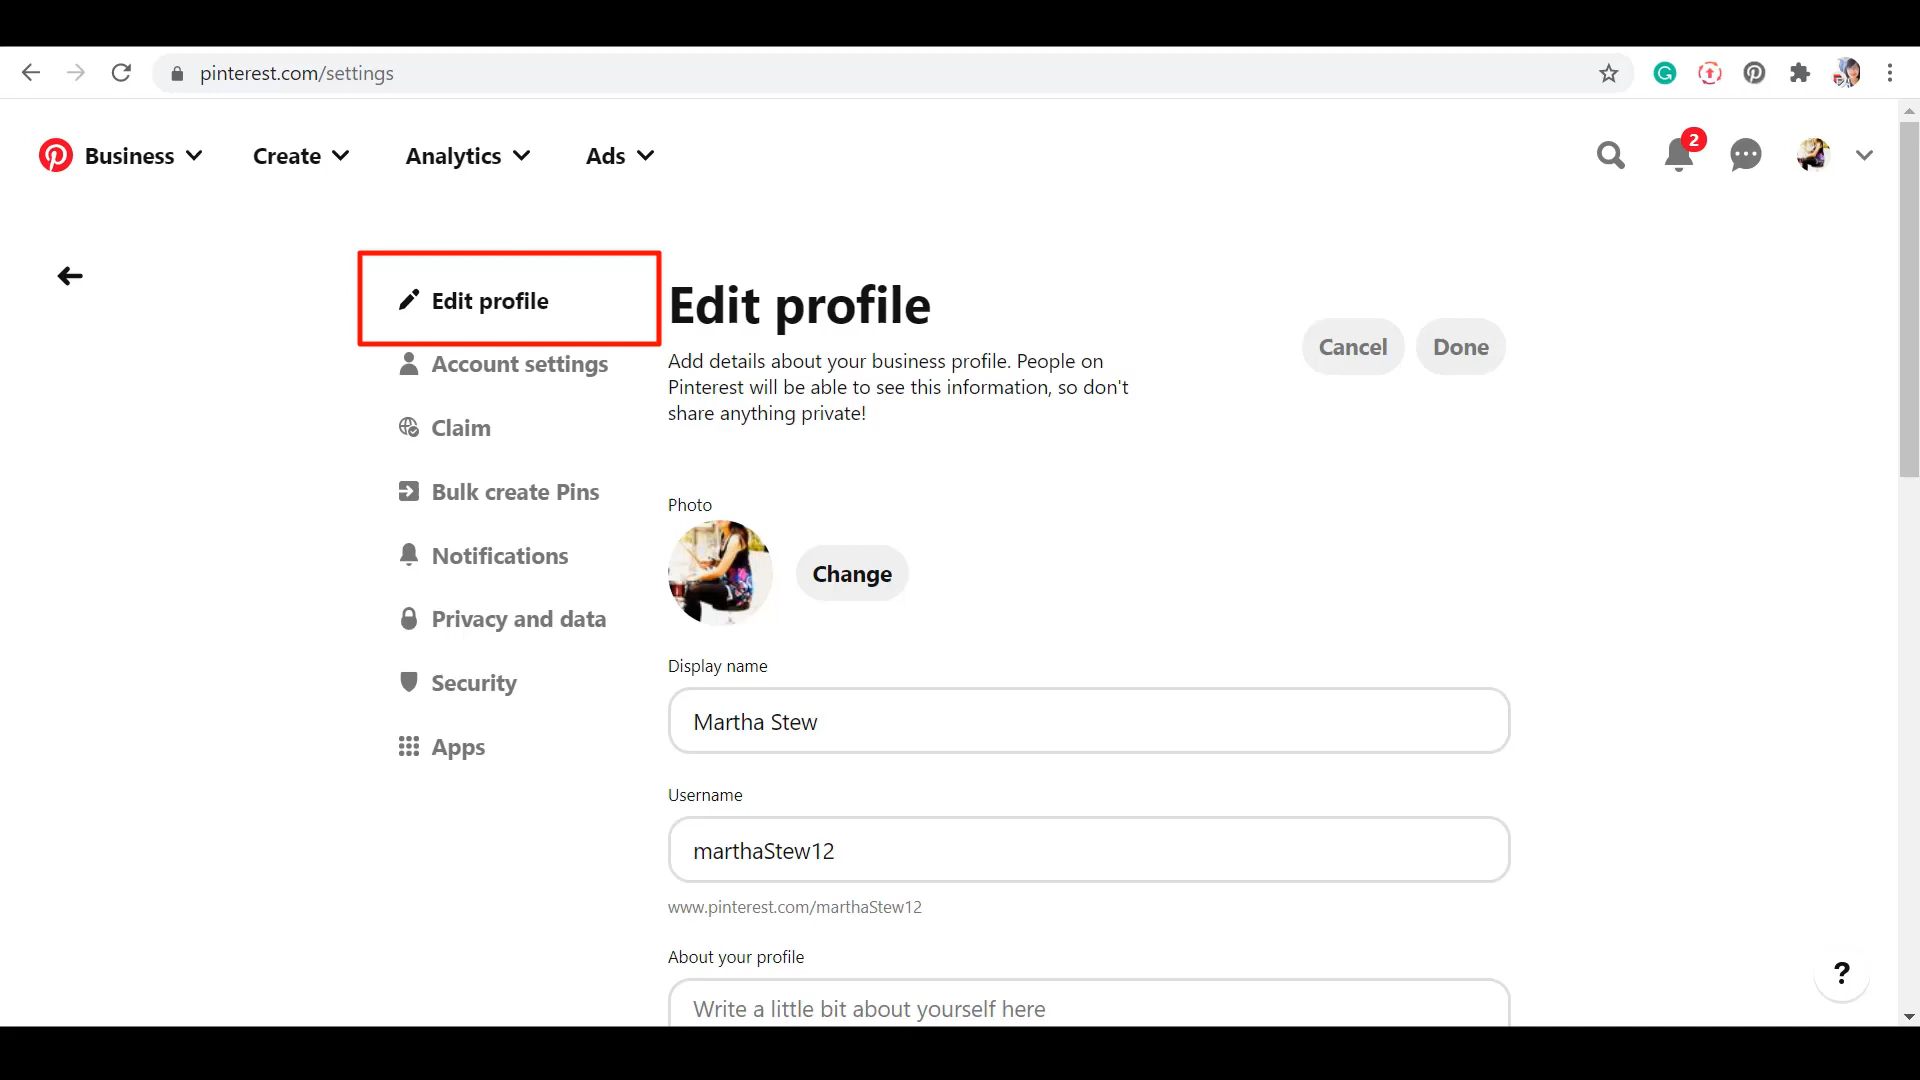 pinterest.com/settings
Business
Create
Analytics
Ads
2
Edit profile
Account settings
Claim
Bulk create Pins
Notifications
Privacy and data
Security
Apps
Edit profile
Add details about your business profile. People on
Pinterest will be able to see this information, so don't
share anything private!
Cancel
Done
Photo
Change
Display name
Martha Stew
Username
marthaStew12
www.pinterest.com/marthaStew12
About your profile
Write a little bit about yourself here
?